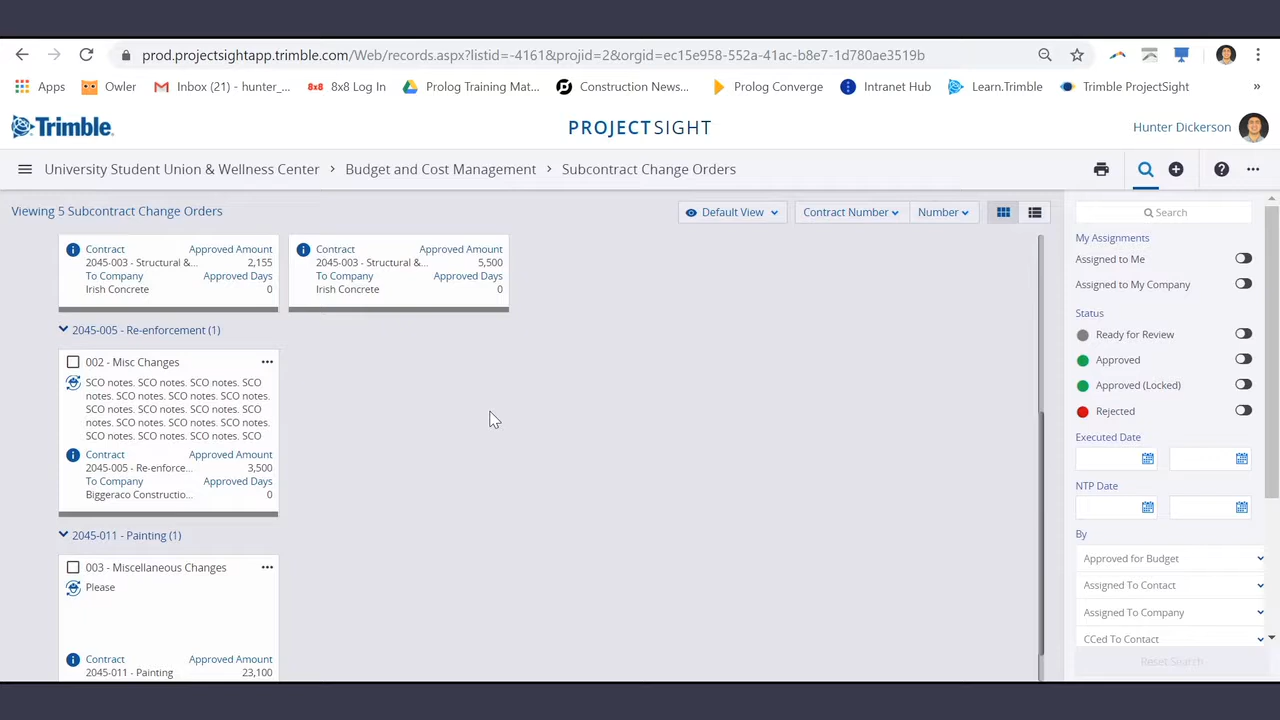 prod.projectsightapp.trimble.com/Web/records.aspx?listid=-4161&projid=2&orgid=ec15e958-552a-41ac-b8e7-1d780ae3519b
Apps
Owler
Inbox (21) - hunter_...
8x8 8x8 Log In
Prolog Training Mat...
Construction News...
Prolog Converge
Intranet Hub
Learn.Trimble
Trimble ProjectSight
»
Trimble.
PROJECTSIGHT
Hunter Dickerson
University Student Union & Wellness Center > Budget and Cost Management > Subcontract Change Orders
Viewing 5 Subcontract Change Orders
Default View
Contract Number
Number
Contract Approved Amount
2045-003 - Structural &... 2,155
To Company Approved Days
Irish Concrete 0
Contract Approved Amount
2045-003 - Structural &... 5,500
To Company Approved Days
Irish Concrete 0
2045-005 - Re-enforcement (1)
002 - Misc Changes
SCO notes. SCO notes. SCO notes. SCO
notes. SCO notes. SCO notes. SCO notes.
SCO notes. SCO notes. SCO notes. SCO
notes. SCO notes. SCO notes. SCO notes.
SCO notes. SCO notes. SCO notes. SCO
Contract Approved Amount
2045-005 - Re-enforce... 3,500
To Company Approved Days
Biggeraco Constructio... 0
2045-011 - Painting (1)
003 - Miscellaneous Changes
Please
Contract Approved Amount
2045-011 - Painting 23,100
Search
My Assignments
Assigned to Me
Assigned to My Company
Status
Ready for Review
Approved
Approved (Locked)
Rejected
Executed Date
NTP Date
By
Approved for Budget
Assigned To Contact
Assigned To Company
CCed To Contact
Reset Search